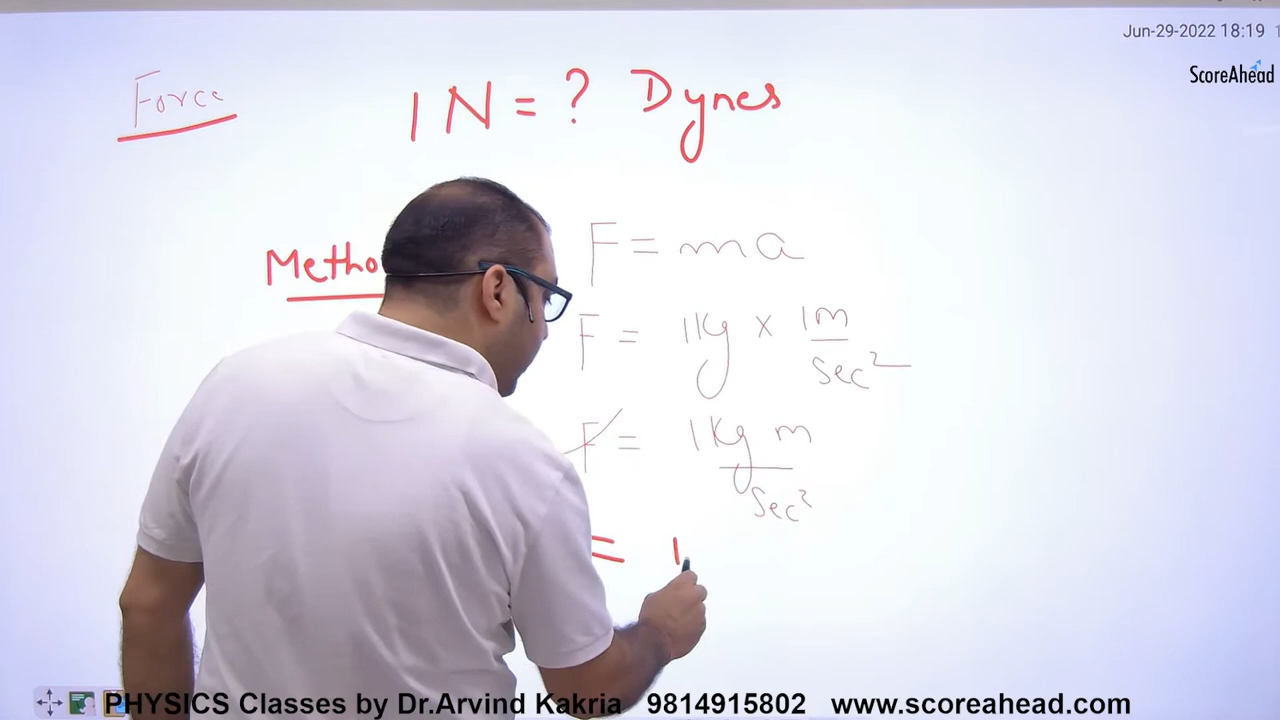 Jun-29-2022 18:19
ScoreAhead
Force
1 N = ? Dynes
F = ma
F = 1Kg × 1m / Sec²
F = 1Kg m / Sec²
= 1
PHYSICS Classes by Dr.Arvind Kakria 9814915802 www.scoreahead.com